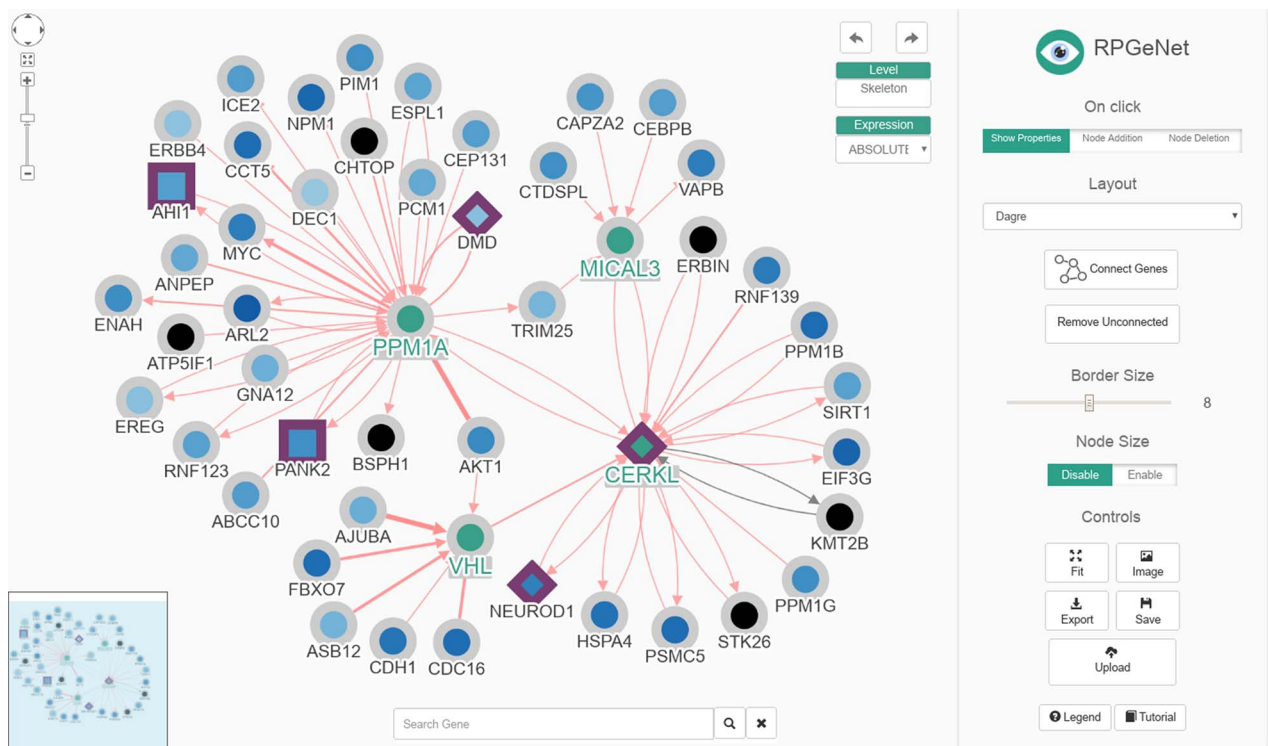 PIM1
ICE2
ESPL1
NPM1
CAPZA2
CEBPB
ERBB4
CCT5
CHTOP
CEP131
CTDSPL
VAPB
AHI1
DEC1
PCM1
DMD
MYC
MICAL3
ERBIN
ANPEP
RNF139
ENAH
ARL2
TRIM25
PPM1A
PPM1B
ATP5IF1
GNA12
SIRT1
EREG
RNF123
PANK2
BSPH1
AKT1
CERKL
EIF3G
ABCC10
AJUBA
KMT2B
VHL
FBXO7
NEUROD1
PPM1G
HSPA4
STK26
ASB12
CDH1
CDC16
PSMC5
Search Gene
Level
Skeleton
Expression
ABSOLUTE
RPGeNet
On click
Show Properties Node Addition Node Deletion
Layout
Dagre
Connect Genes
Remove Unconnected
Border Size
8
Node Size
Disable Enable
Controls
Fit Image
Export Save
Upload
Legend Tutorial